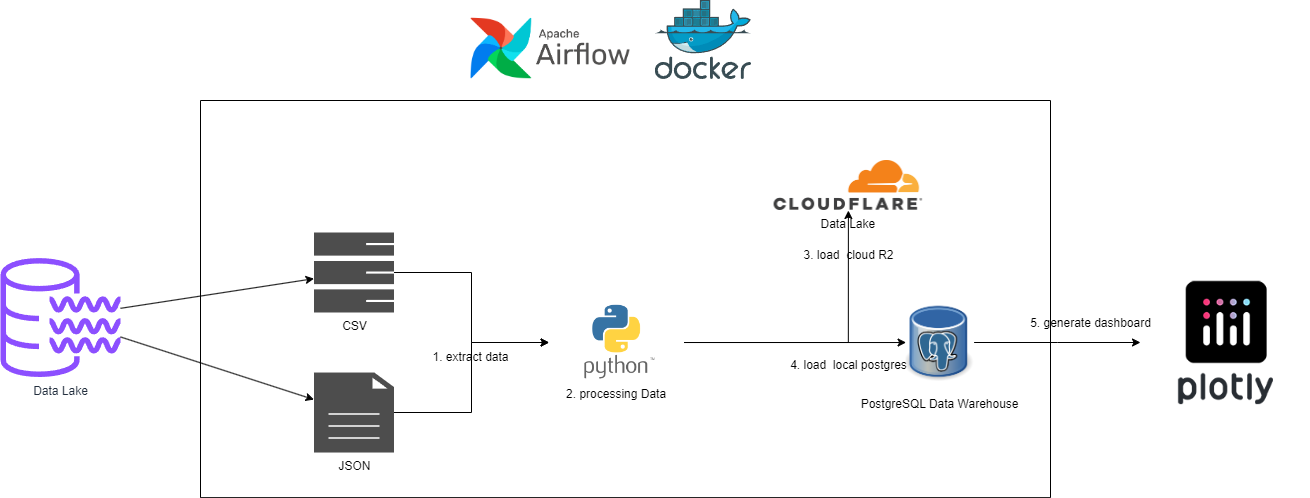 Apache
Airflow
docker
CLOUDFLARE
Data Lake
3. load  cloud R2
CSV
1. extract data
python™
2. processing Data
4. load  local postgres
5. generate dashboard
Data Lake
PostgreSQL Data Warehouse
plotly
JSON